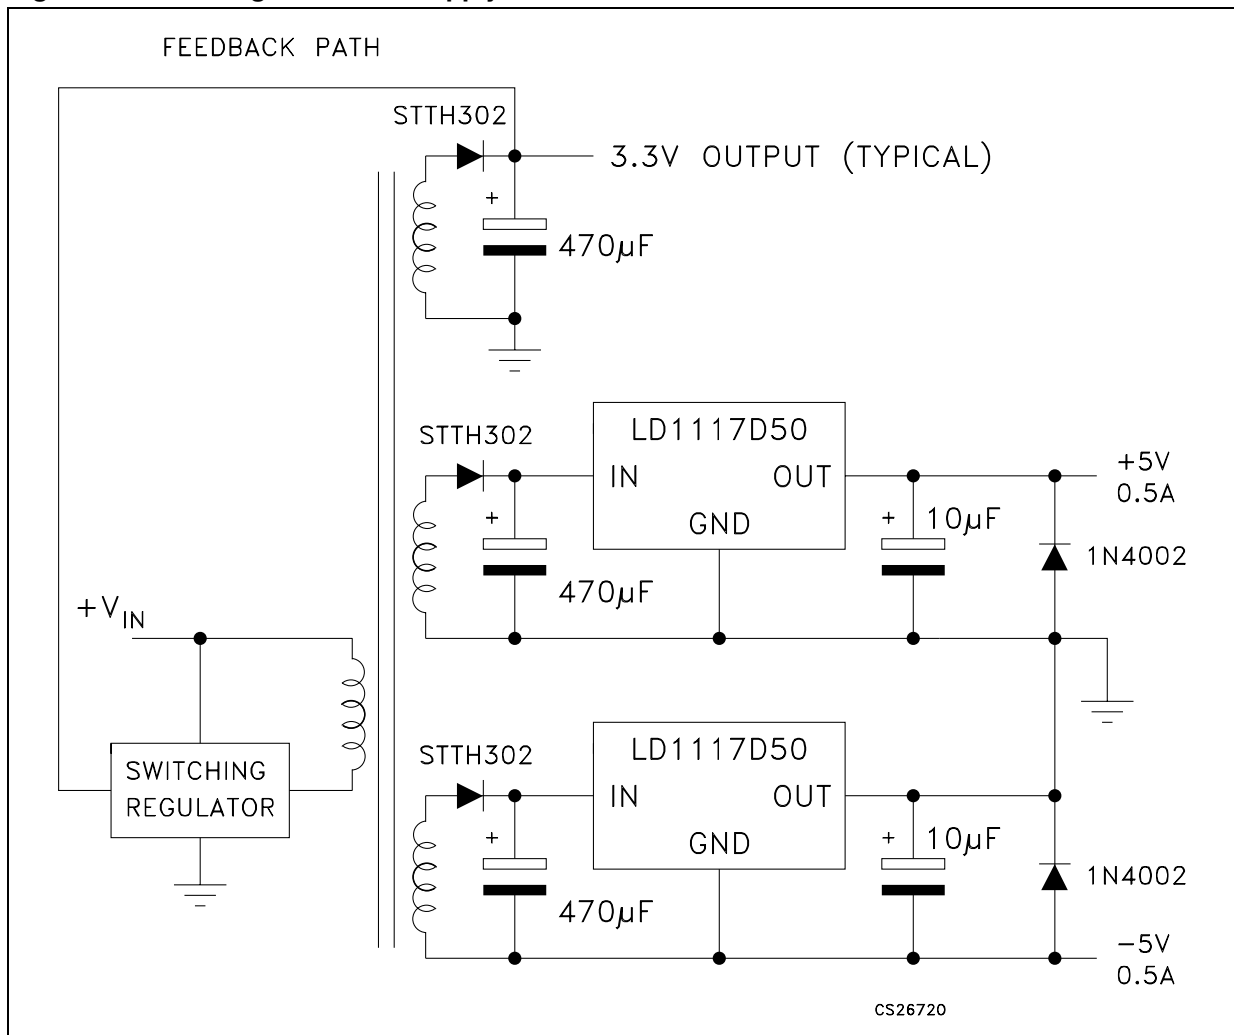 FEEDBACK PATH
STTH302
3.3V OUTPUT (TYPICAL)
+
470µF
STTH302
LD1117D50
IN
OUT
GND
+
470µF
+
10µF
+5V
0.5A
1N4002
+VIN
SWITCHING
REGULATOR
STTH302
LD1117D50
IN
OUT
GND
+
470µF
+
10µF
1N4002
−5V
0.5A
CS26720